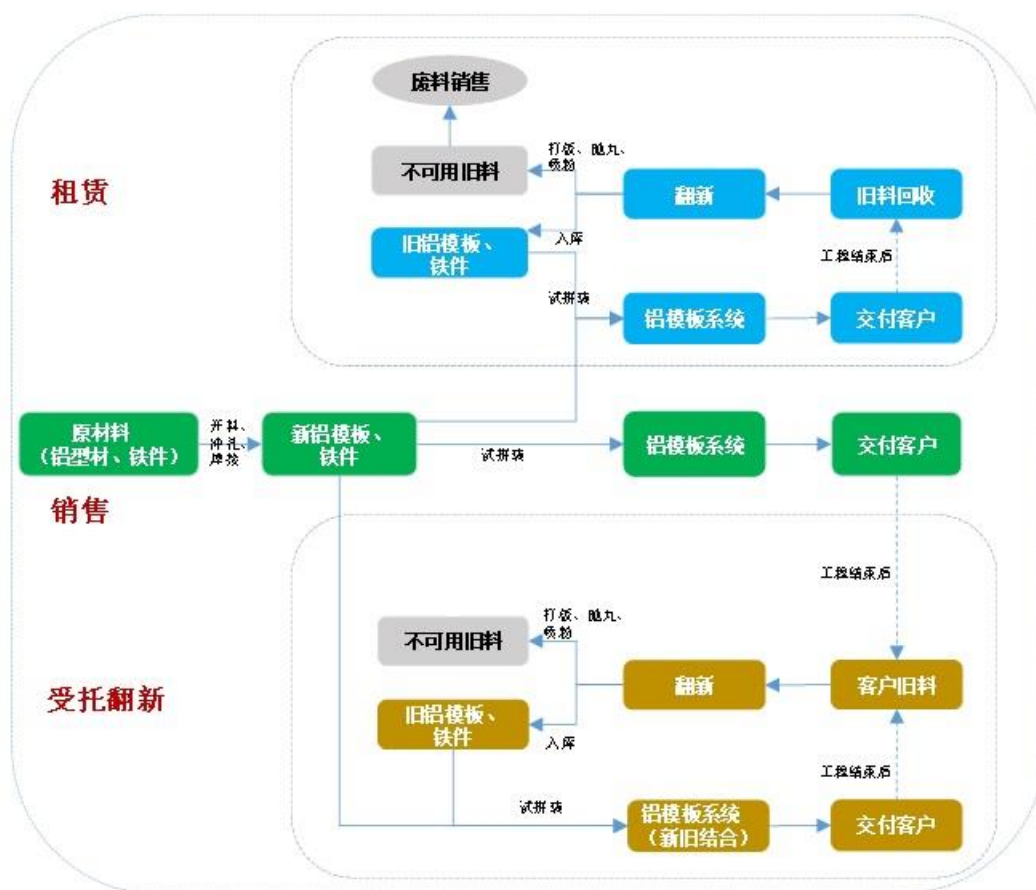 废料销售
打板、抛丸、
喷粉
不可用旧料
翻新
旧料回收
租赁
旧铝模板、
铁件
入库
工程结束后
试拼装
铝模板系统
交付客户
原材料
（铝型材、铁件）
开料、
冲孔、
焊接
新铝模板、
铁件
试拼装
铝模板系统
交付客户
销售
工程结束后
打板、抛丸、
喷粉
不可用旧料
翻新
客户旧料
受托翻新
旧铝模板、
铁件
入库
工程结束后
试拼装
铝模板系统
（新旧结合）
交付客户